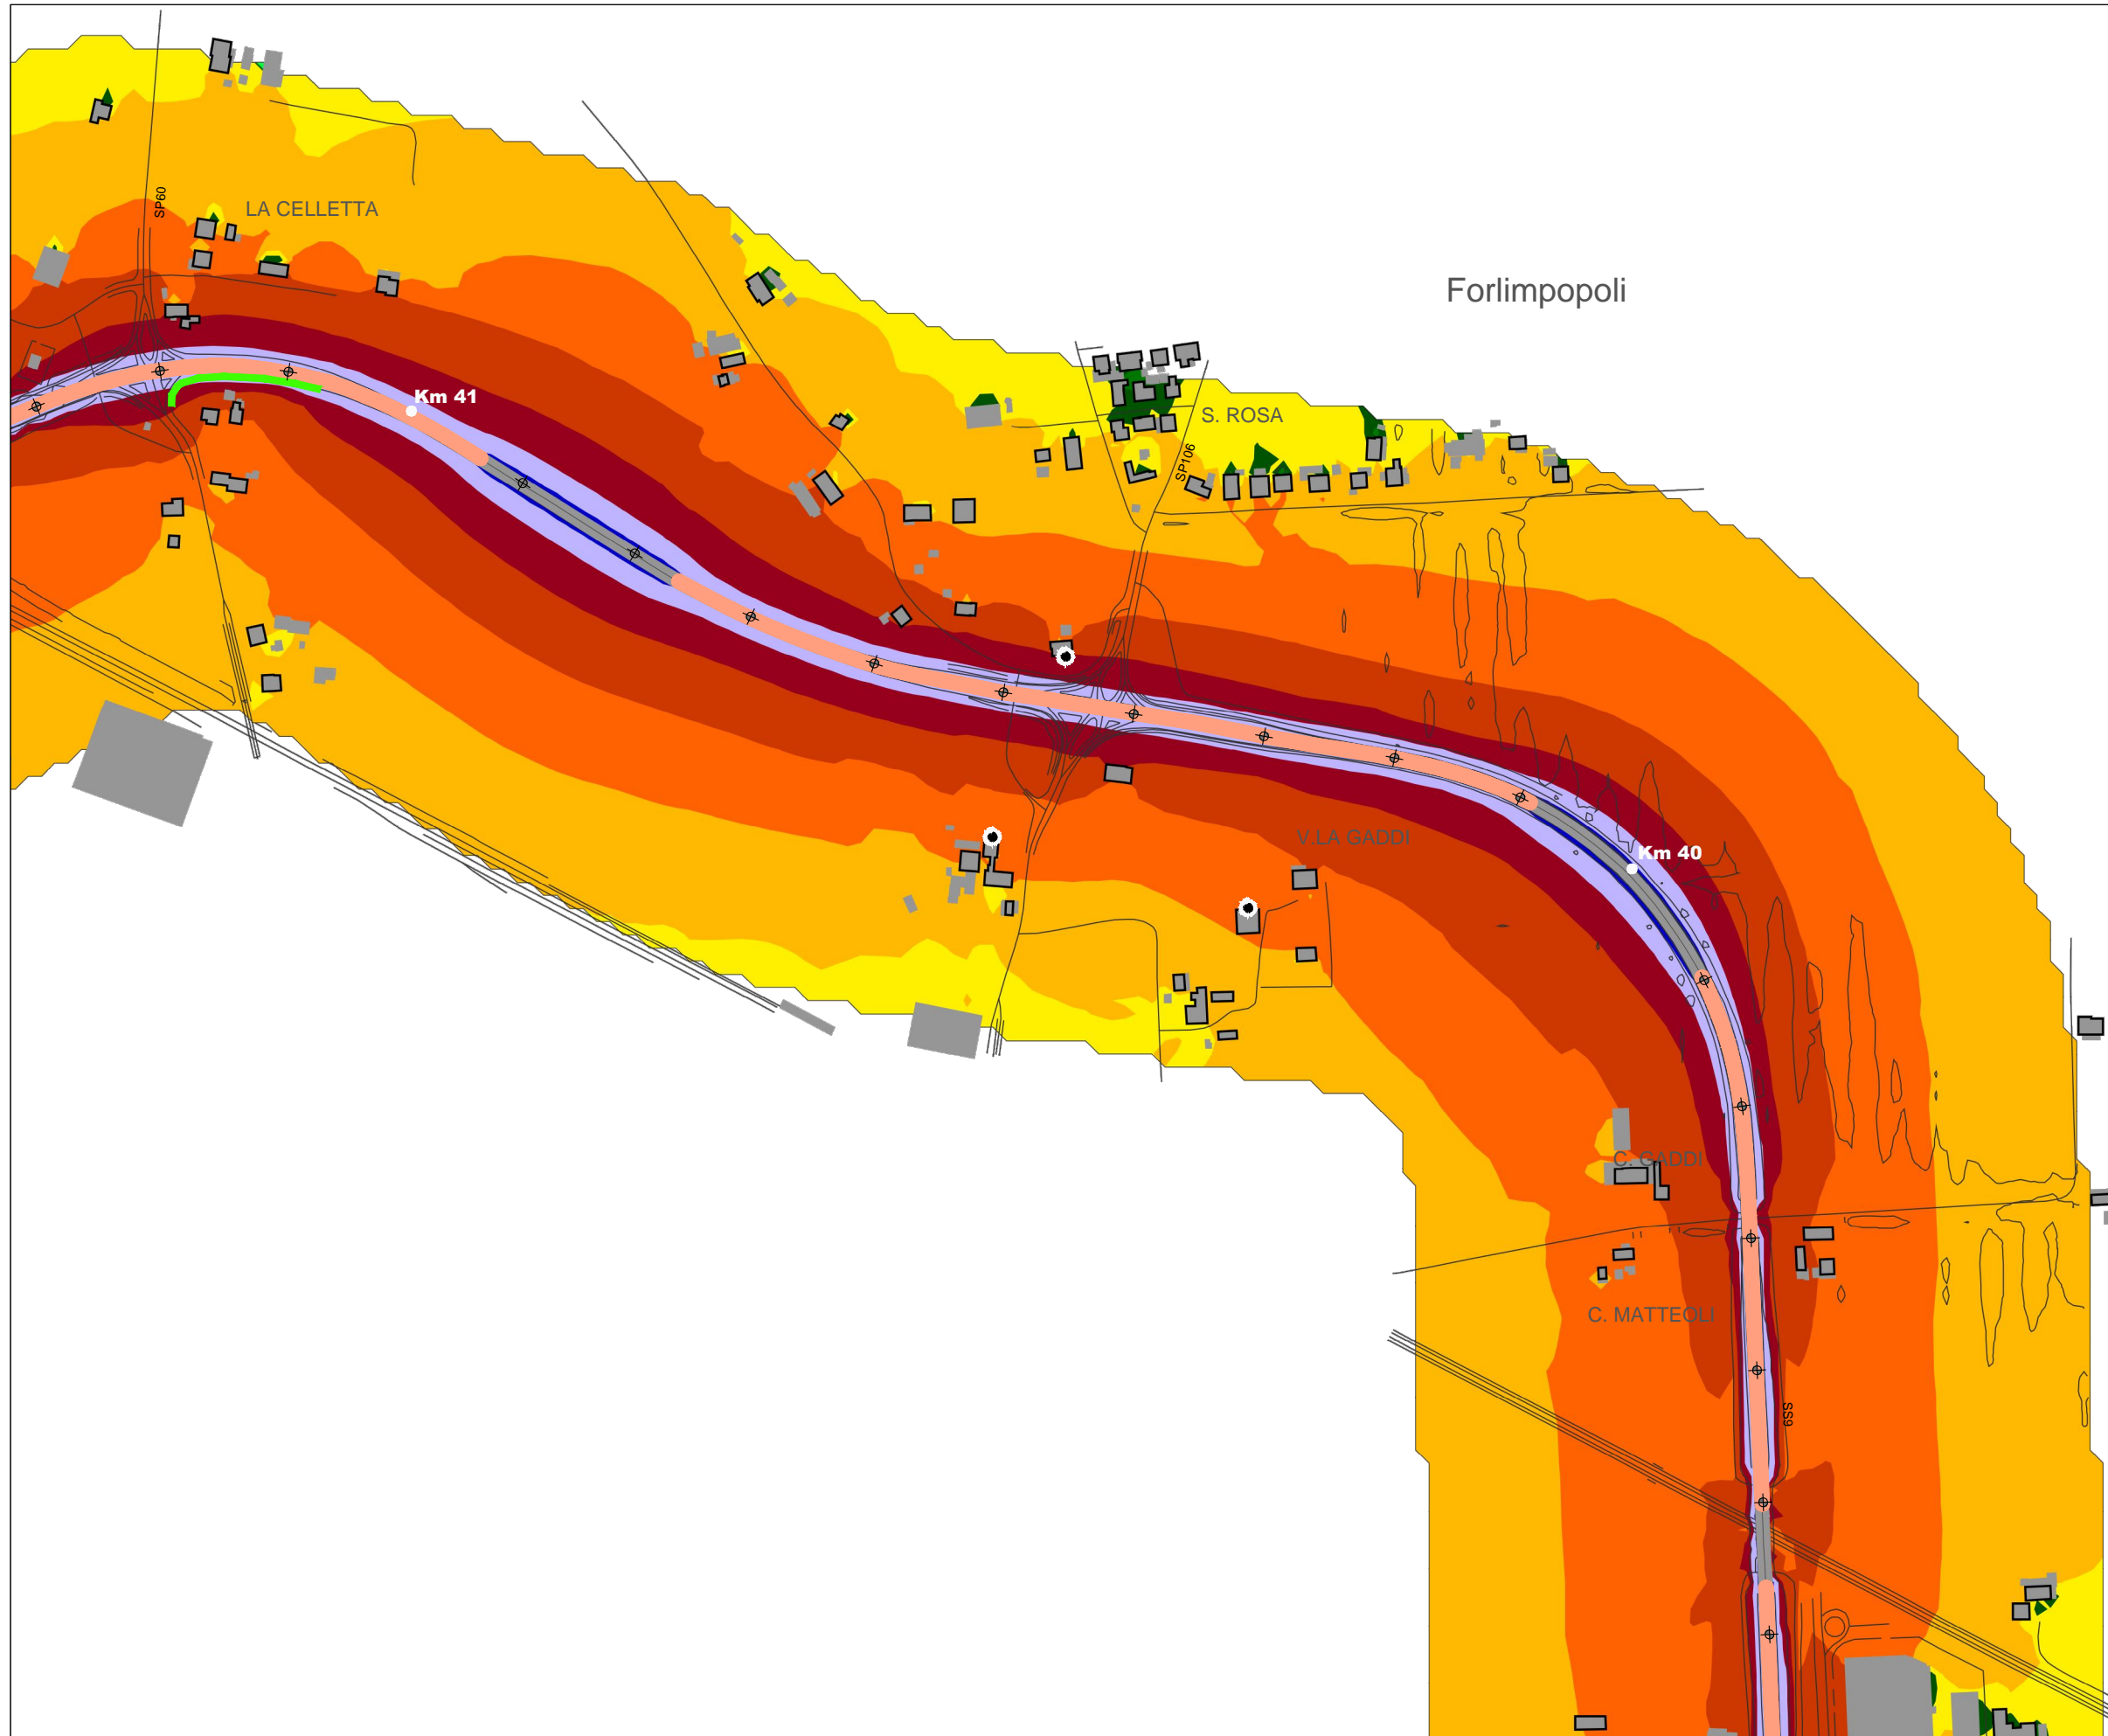 SP60
LA CELLETTA
Forlimpopoli
Km 41
S. ROSA
SP106
V.LA GADDI
Km 40
C. GADDI
C. MATTEOLI
SS9